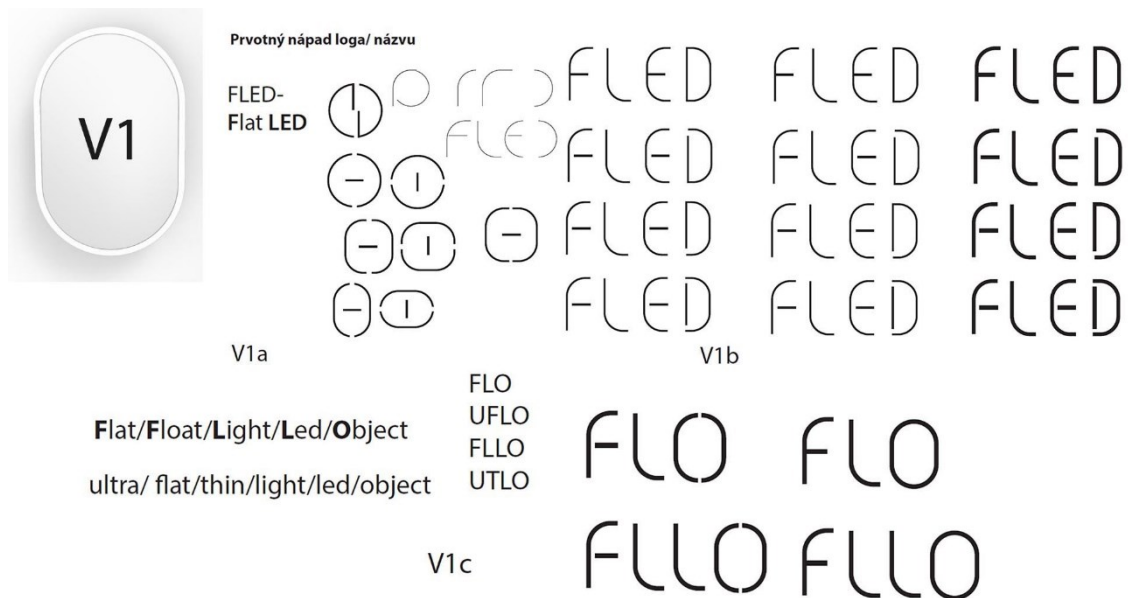 V1
Prvotný nápad loga/ názvu
FLED-
Flat LED
FLED
FLED FLED FLED
FLED FLED FLED
FLED FLED FLED
FLED FLED FLED
V1a
V1b
Flat/Float/Light/Led/Object
ultra/ flat/thin/light/led/object
FLO
UFLO
FLLO
UTLO
FLO FLO
V1c
FLLO FLLO